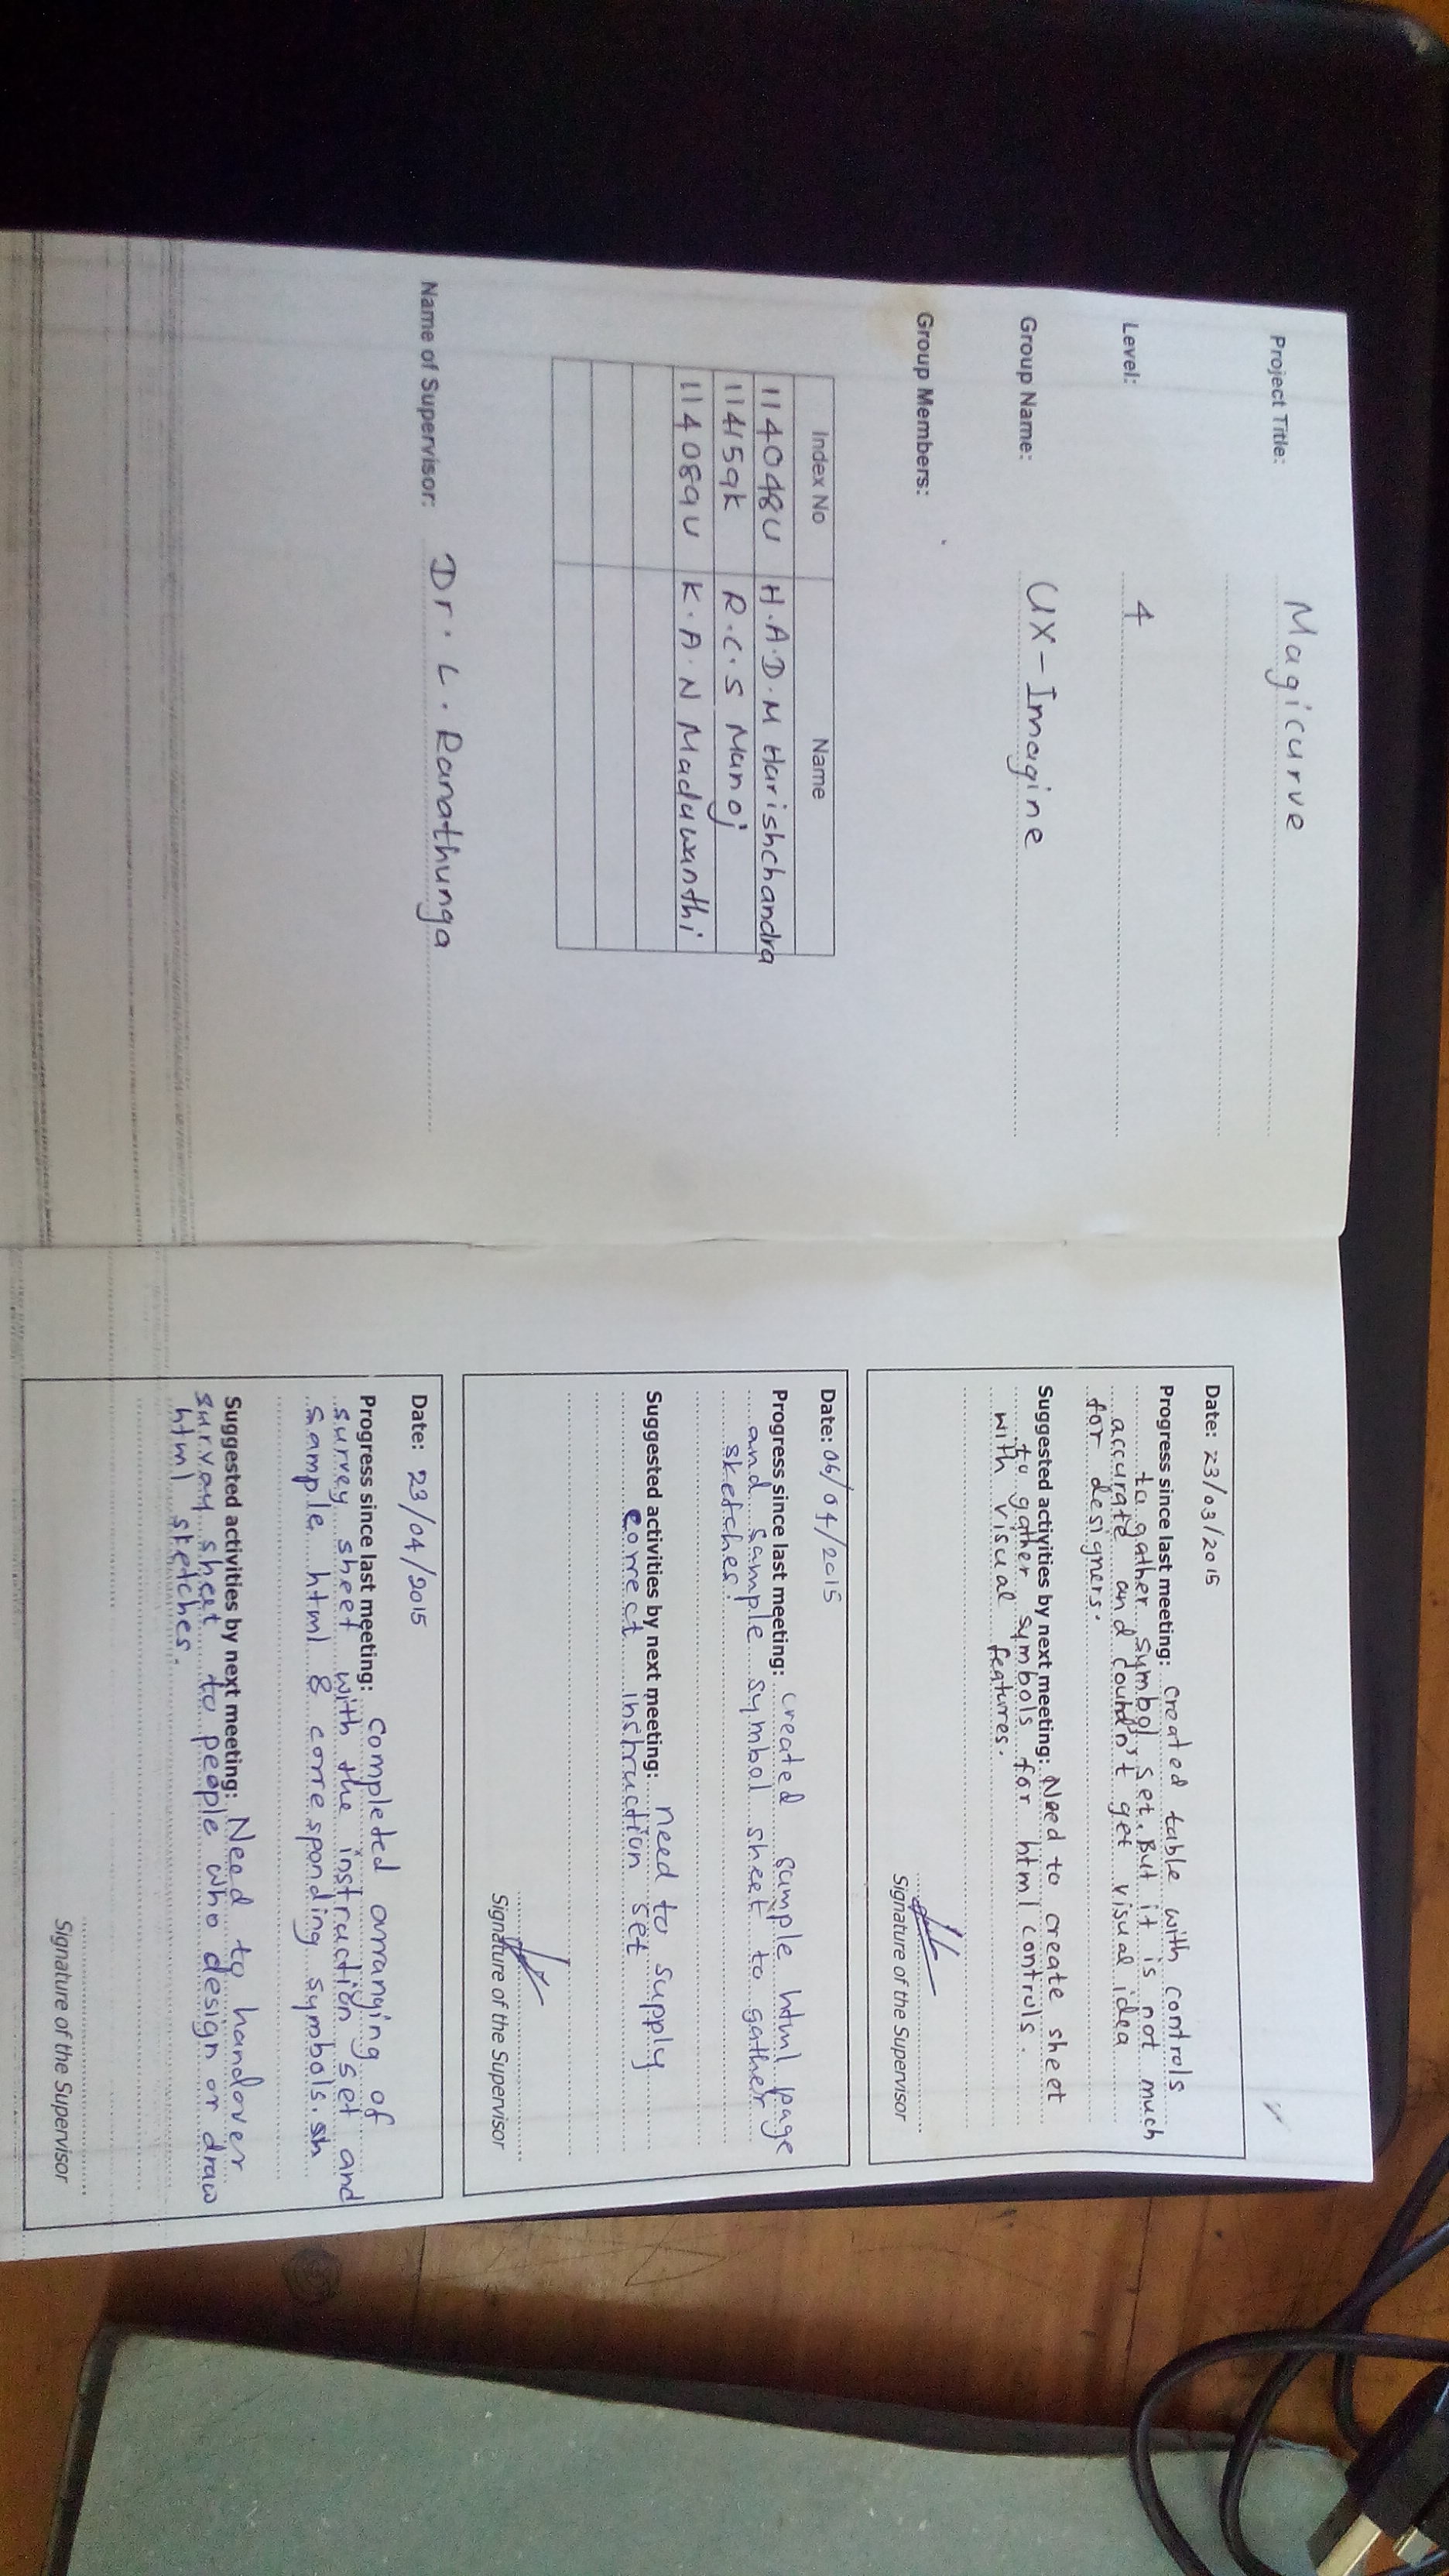 Project Title: Magicurve
Level: 4
Group Name: UX-Imagine
Group Members:
Index No Name
114048U H.A.D.M Harishchandra
114159K R.C.S Manoj
114089U K.A.N Maduwanthi
Name of Supervisor: Dr. L. Ranathunga
Date: 23/03/2015
Progress since last meeting: created table with controls
to gather symbol set. But it is not much
accurate and coudn't get visual idea
for designers.
Suggested activities by next meeting: Need to create sheet
to gather symbols for html controls.
with visual features.
Signature of the Supervisor
Date: 06/04/2015
Progress since last meeting: created sample html page
and sample symbol sheet to gather
sketches.
Suggested activities by next meeting: need to supply
correct instruction set
Signature of the Supervisor
Date: 23/04/2015
Progress since last meeting: completed arranging of
survey sheet with the instruction set and
sample html & corresponding symbols. sh
Suggested activities by next meeting: Need to handover
survay sheet to people who design or draw
html sketches.
Signature of the Supervisor